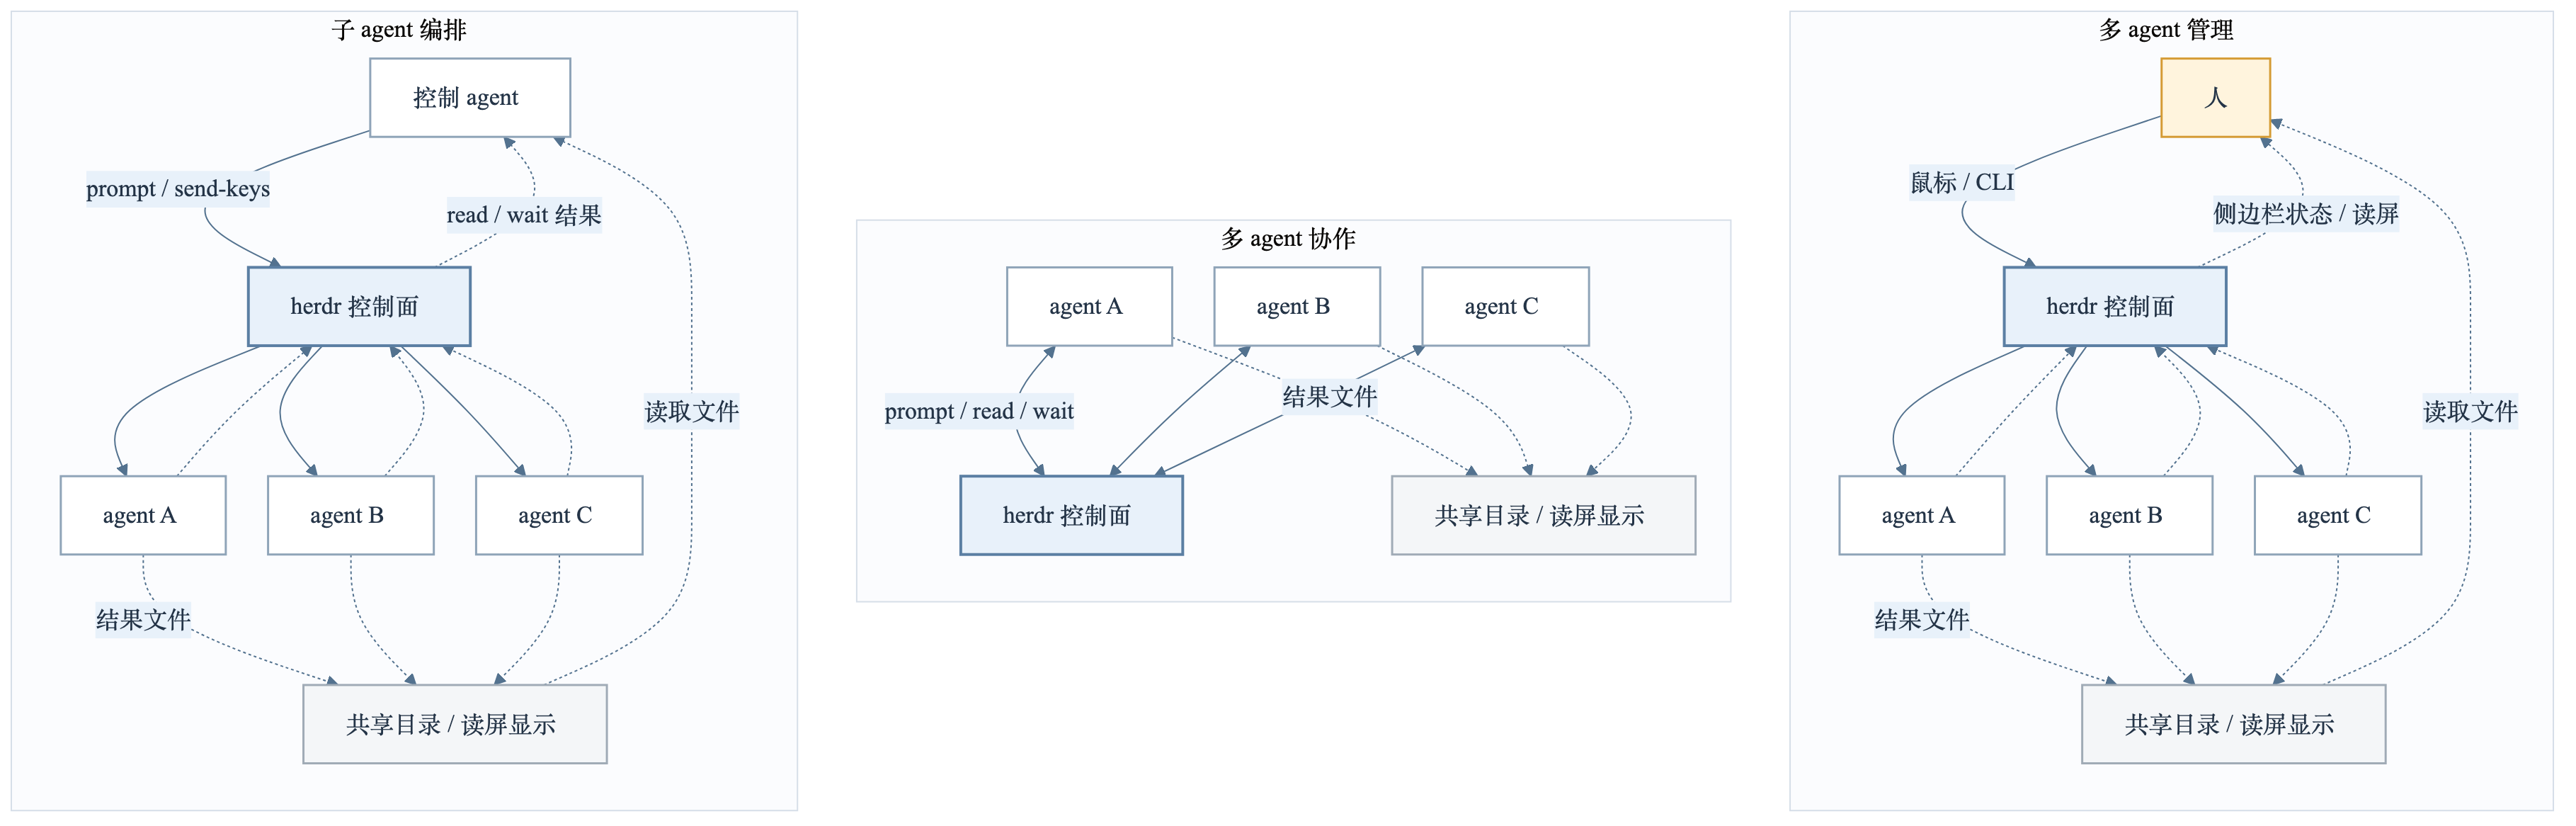 子 agent 编排
控制 agent
prompt / send-keys
read / wait 结果
herdr 控制面
读取文件
agent A
agent B
agent C
结果文件
共享目录 / 读屏显示
多 agent 协作
agent A
agent B
agent C
结果文件
prompt / read / wait
herdr 控制面
共享目录 / 读屏显示
多 agent 管理
人
鼠标 / CLI
侧边栏状态 / 读屏
herdr 控制面
读取文件
agent A
agent B
agent C
结果文件
共享目录 / 读屏显示